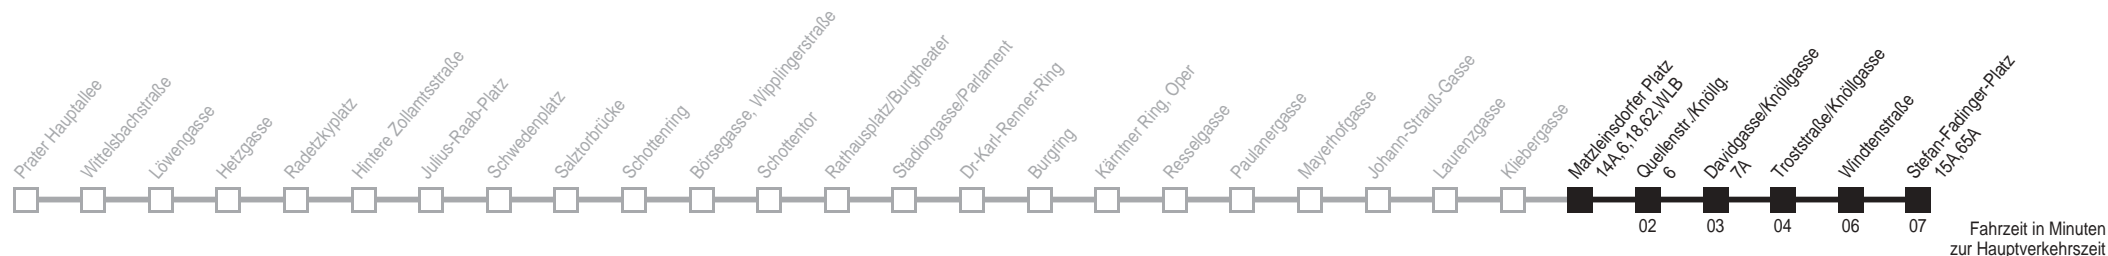 Prater Hauptallee
Wittelsbachstraße
Löwengasse
Hetzgasse
Radetzkyplatz
Hintere Zollamtsstraße
Julius-Raab-Platz
Schwedenplatz
Salztorbrücke
Schottenring
Börsegasse, Wipplingerstraße
Schottentor
Rathausplatz/Burgtheater
Stadiongasse/Parlament
Dr-Karl-Renner-Ring
Burgring
Kärntner Ring, Oper
Resselgasse
Paulanergasse
Mayerhofgasse
Johann-Strauß-Gasse
Laurenzgasse
Kliebergasse
Matzleinsdorfer Platz
14A,6,18,62,WLB
Quellenstr./Knöllg.
6
Davidgasse/Knöllgasse
7A
Troststraße/Knöllgasse
Windtenstraße
Stefan-Fadinger-Platz
15A,65A
02
03
04
06
07
Fahrzeit in Minuten
zur Hauptverkehrszeit